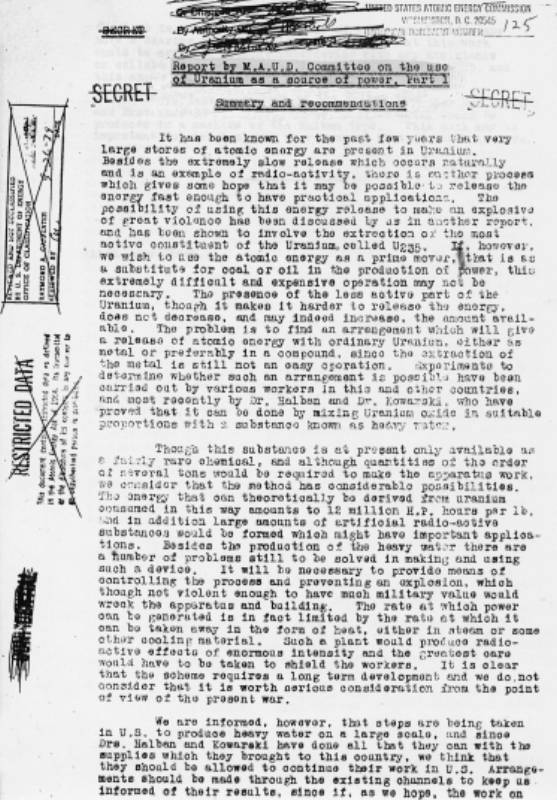 UNITED STATES ATOMIC ENERGY COMMISSION
WASHINGTON, D. C. 20545
125
SECRET
Report by M.A.U.D. Committee on the use
of Uranium as a source of power, Part 1
SECRET
SECRET
Summary and recommendations
It has been known for the past few years that very
large stores of atomic energy are present in Uranium.
Besides the extremely slow release which occurs naturally
and is an example of radio-activity, there is another process
which gives some hope that it may be possible to release the
energy fast enough to have practical applications. The
possibility of using this energy release to make an explosive
of great violence has been discussed by us in another report,
and has been shown to involve the extraction of the most
active constituent of the Uranium called U235. If, however,
we wish to use the atomic energy as a prime mover, that is as
a substitute for coal or oil in the production of power, this
extremely difficult and expensive operation may not be
necessary. The presence of the less active part of the
Uranium, though it makes it harder to release the energy,
does not decrease, and may indeed increase, the amount avail-
able. The problem is to find an arrangement which will give
a release of atomic energy with ordinary Uranium, either as
metal or preferably in a compound, since the extraction of
the metal is still not an easy operation. Experiments to
determine whether such an arrangement is possible have been
carried out by various workers in this and other countries,
and most recently by Dr. Halban and Dr. Kowarski, who have
proved that it can be done by mixing Uranium oxide in suitable
proportions with a substance known as heavy water.
Though this substance is at present only available as
a fairly rare chemical, and although quantities of the order
of several tons would be required to make the apparatus work,
we consider that the method has considerable possibilities.
The energy that can theoretically be derived from uranium
consumed in this way amounts to 12 million H.P. hours per lb.
and in addition large amounts of artificial radio-active
substances would be formed which might have important applica-
tions. Besides the production of the heavy water there are
a number of problems still to be solved in making and using
such a device. It will be necessary to provide means of
controlling the process and preventing an explosion, which
though not violent enough to have much military value would
wreck the apparatus and building. The rate at which power
can be generated is in fact limited by the rate at which it
can be taken away in the form of heat, either in steam or some
other cooling material. Such a plant would produce radio-
active effects of enormous intensity and the greatest care
would have to be taken to shield the workers. It is clear
that the scheme requires a long term development and we do not
consider that it is worth serious consideration from the point
of view of the present war.
We are informed, however, that steps are being taken
in U.S. to produce heavy water on a large scale, and since
Drs. Halban and Kowarski have done all that they can with the
supplies which they brought to this country, we think that
they should be allowed to continue their work in U.S. Arrange-
ments should be made through the existing channels to keep us
informed of their results, since if, as we hope, the work on
BY U. S. DEPARTMENT OF ENERGY
OFFICE OF CLASSIFICATION
RESTRICTED DATA